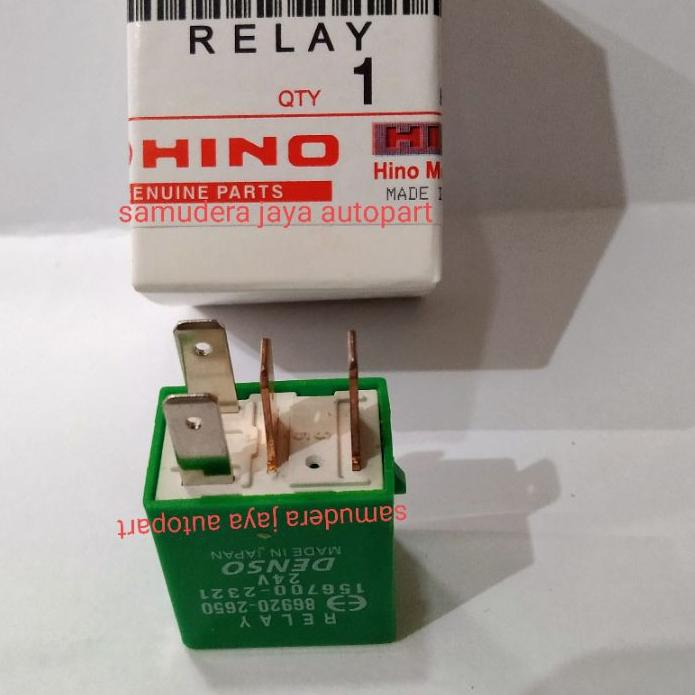 RELAY
QTY 1
HINO
GENUINE PARTS
Hino
MADE
samudera jaya autopart
samudera jaya autopart
RELAY
86920-2650
156700-2321
24V
DENSO
MADE IN JAPAN